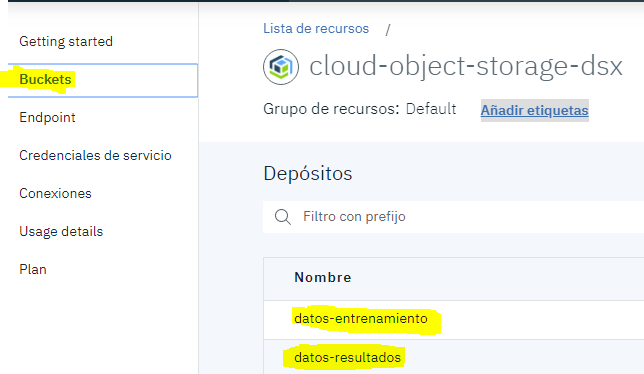 Getting started
Buckets
Endpoint
Credenciales de servicio
Conexiones
Usage details
Plan
Lista de recursos /
cloud-object-storage-dsx
Grupo de recursos: Default Añadir etiquetas
Depósitos
Filtro con prefijo
Nombre
datos-entrenamiento
datos-resultados